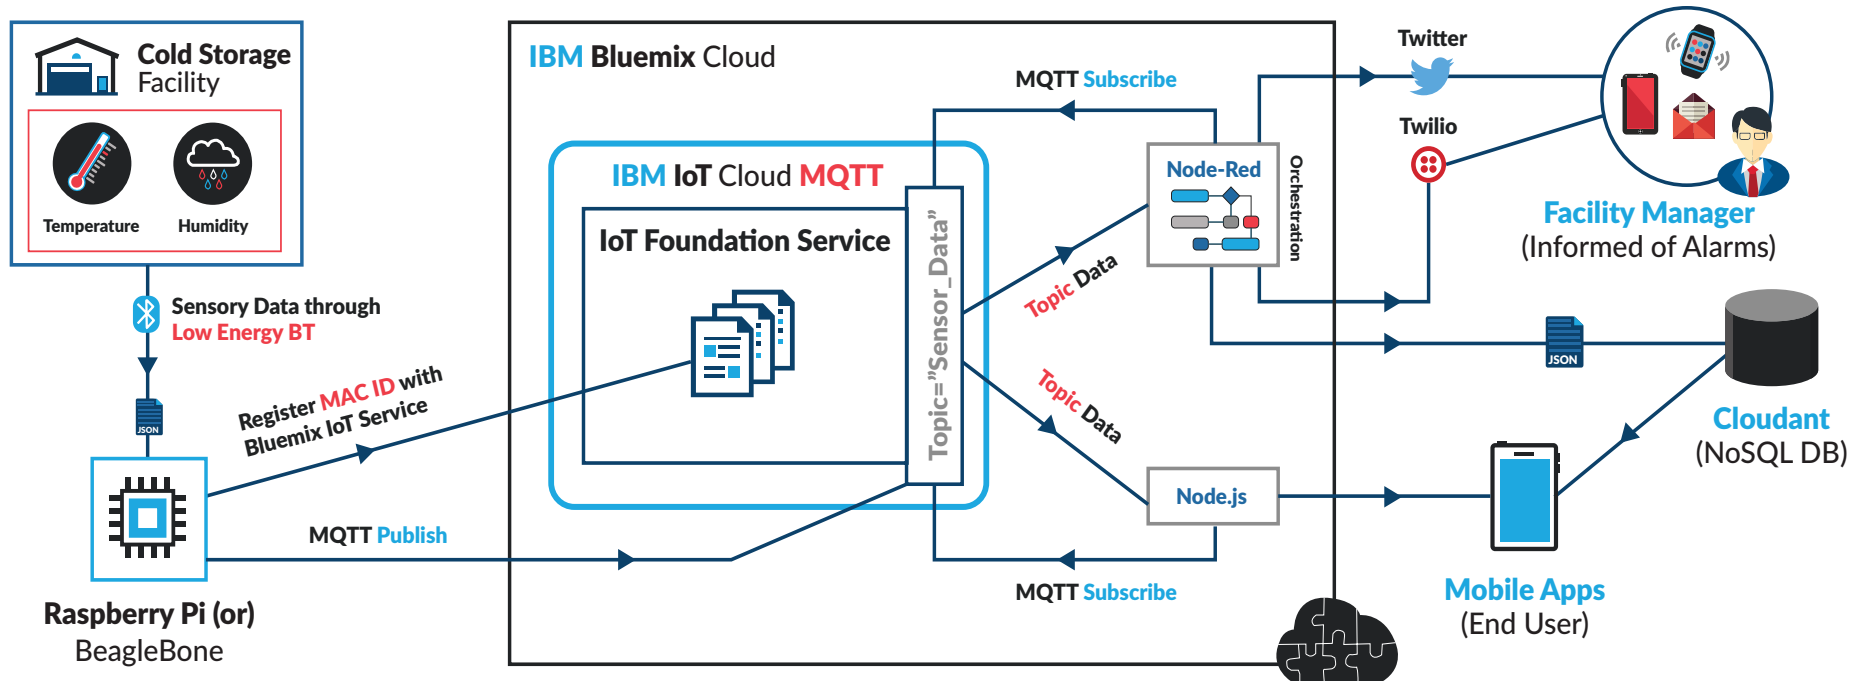 Cold Storage
Facility
Temperature
Humidity
Sensory Data through
Low Energy BT
JSON
Register MAC ID with
Bluemix IoT Service
MQTT Publish
Raspberry Pi (or)
BeagleBone
IBM Bluemix Cloud
IBM IoT Cloud MQTT
IoT Foundation Service
Topic="Sensor_Data"
MQTT Subscribe
Topic Data
Topic Data
MQTT Subscribe
Node-Red
Orchestration
Node.js
Twitter
Twilio
Facility Manager
(Informed of Alarms)
JSON
Cloudant
(NoSQL DB)
Mobile Apps
(End User)